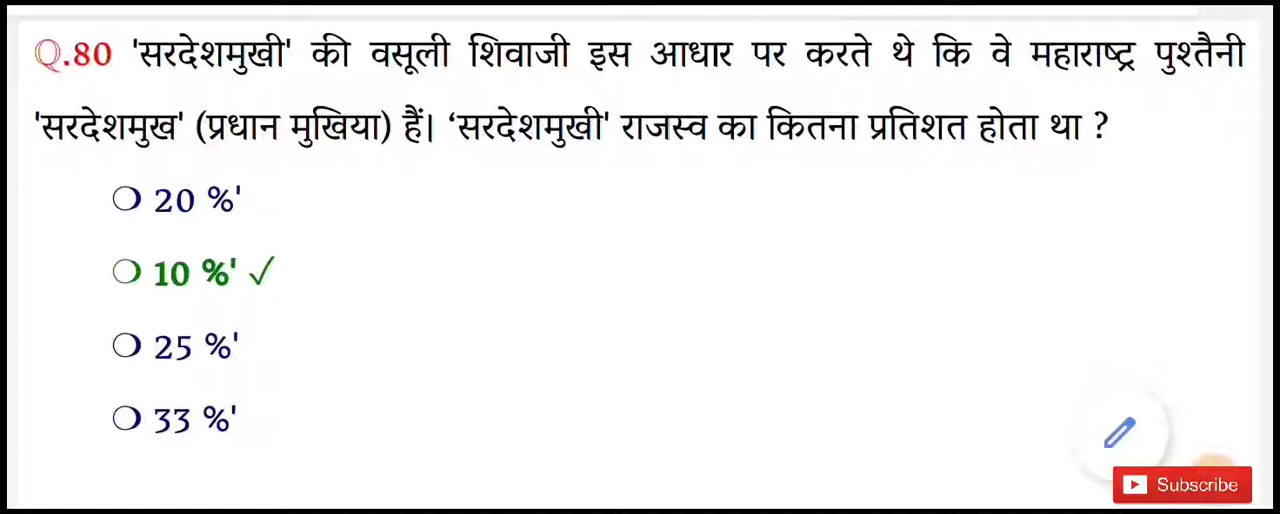 Q.80 'सरदेशमुखी' की वसूली शिवाजी इस आधार पर करते थे कि वे महाराष्ट्र पुश्तैनी
'सरदेशमुख' (प्रधान मुखिया) हैं। ‘सरदेशमुखी' राजस्व का कितना प्रतिशत होता था ?
20 %'
10 %' ✓
25 %'
33 %'
Subscribe